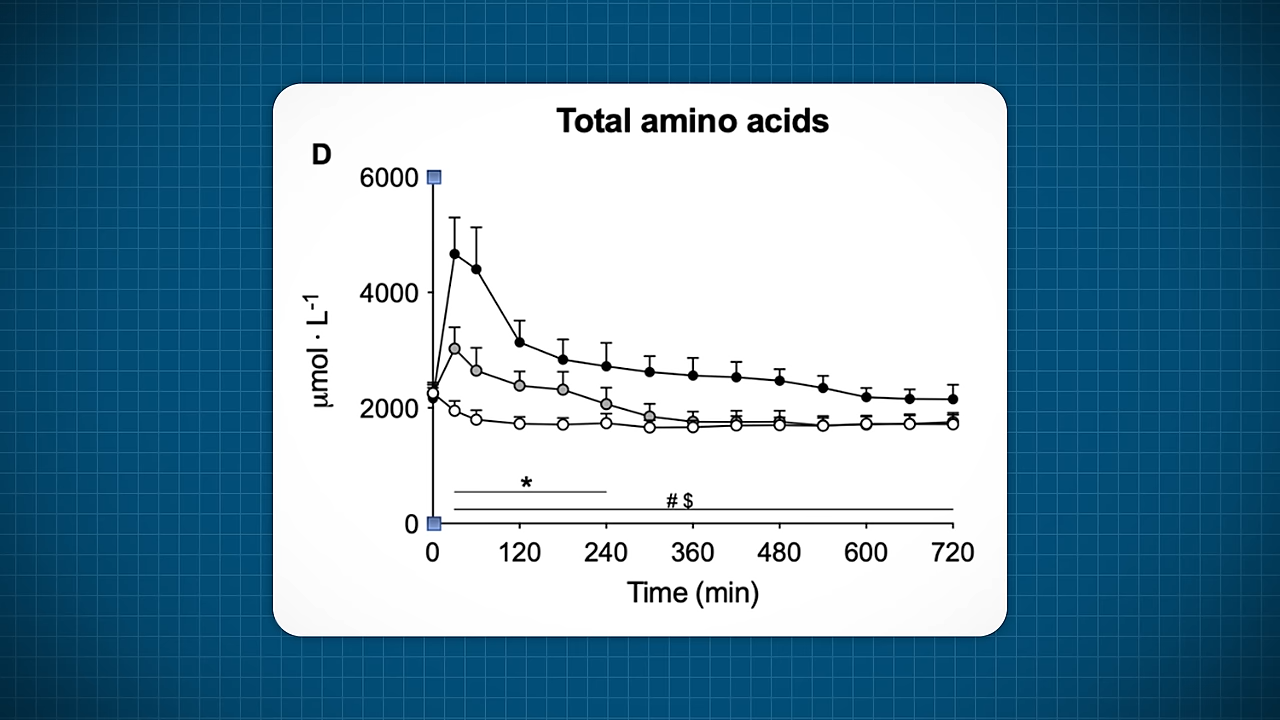 Total amino acids
D
6000
4000
2000
0
μmol · L⁻¹
*
# $
0 120 240 360 480 600 720
Time (min)